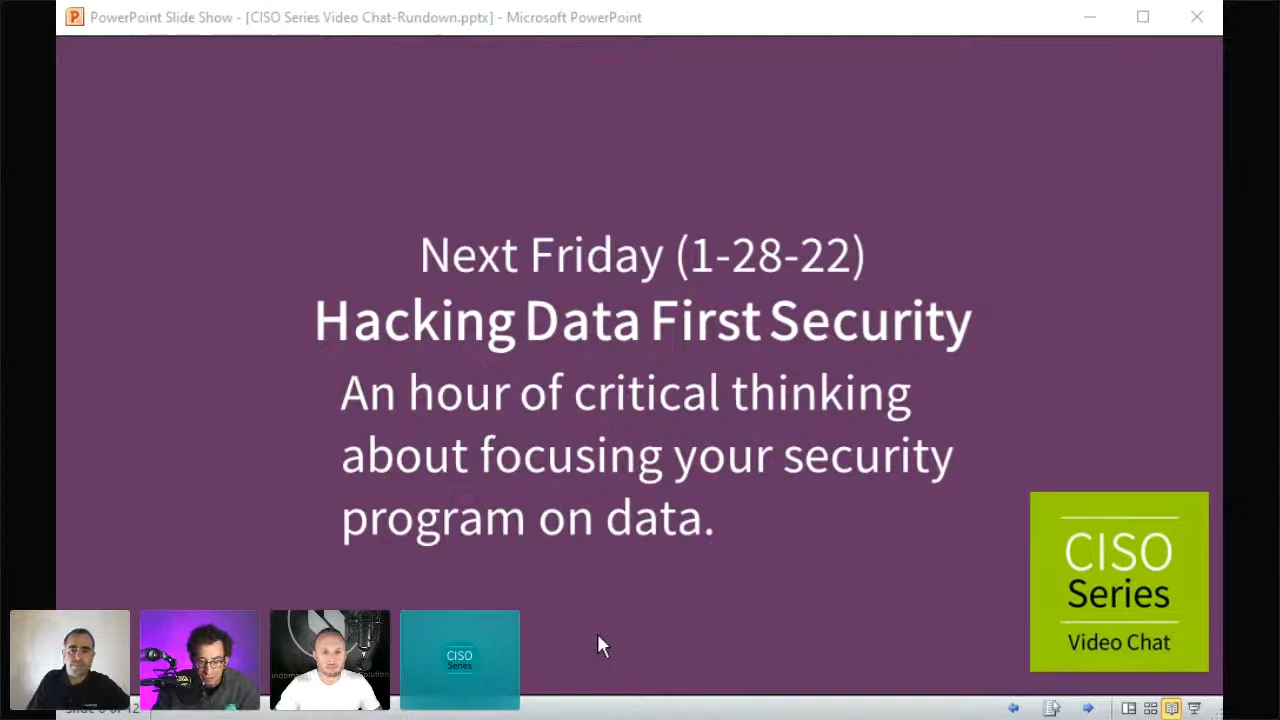 PowerPoint Slide Show - [CISO Series Video Chat-Rundown.pptx] - Microsoft PowerPoint
Next Friday (1-28-22)
Hacking Data First Security
An hour of critical thinking
about focusing your security
program on data.
CISO
Series
Video Chat
CISO
Series